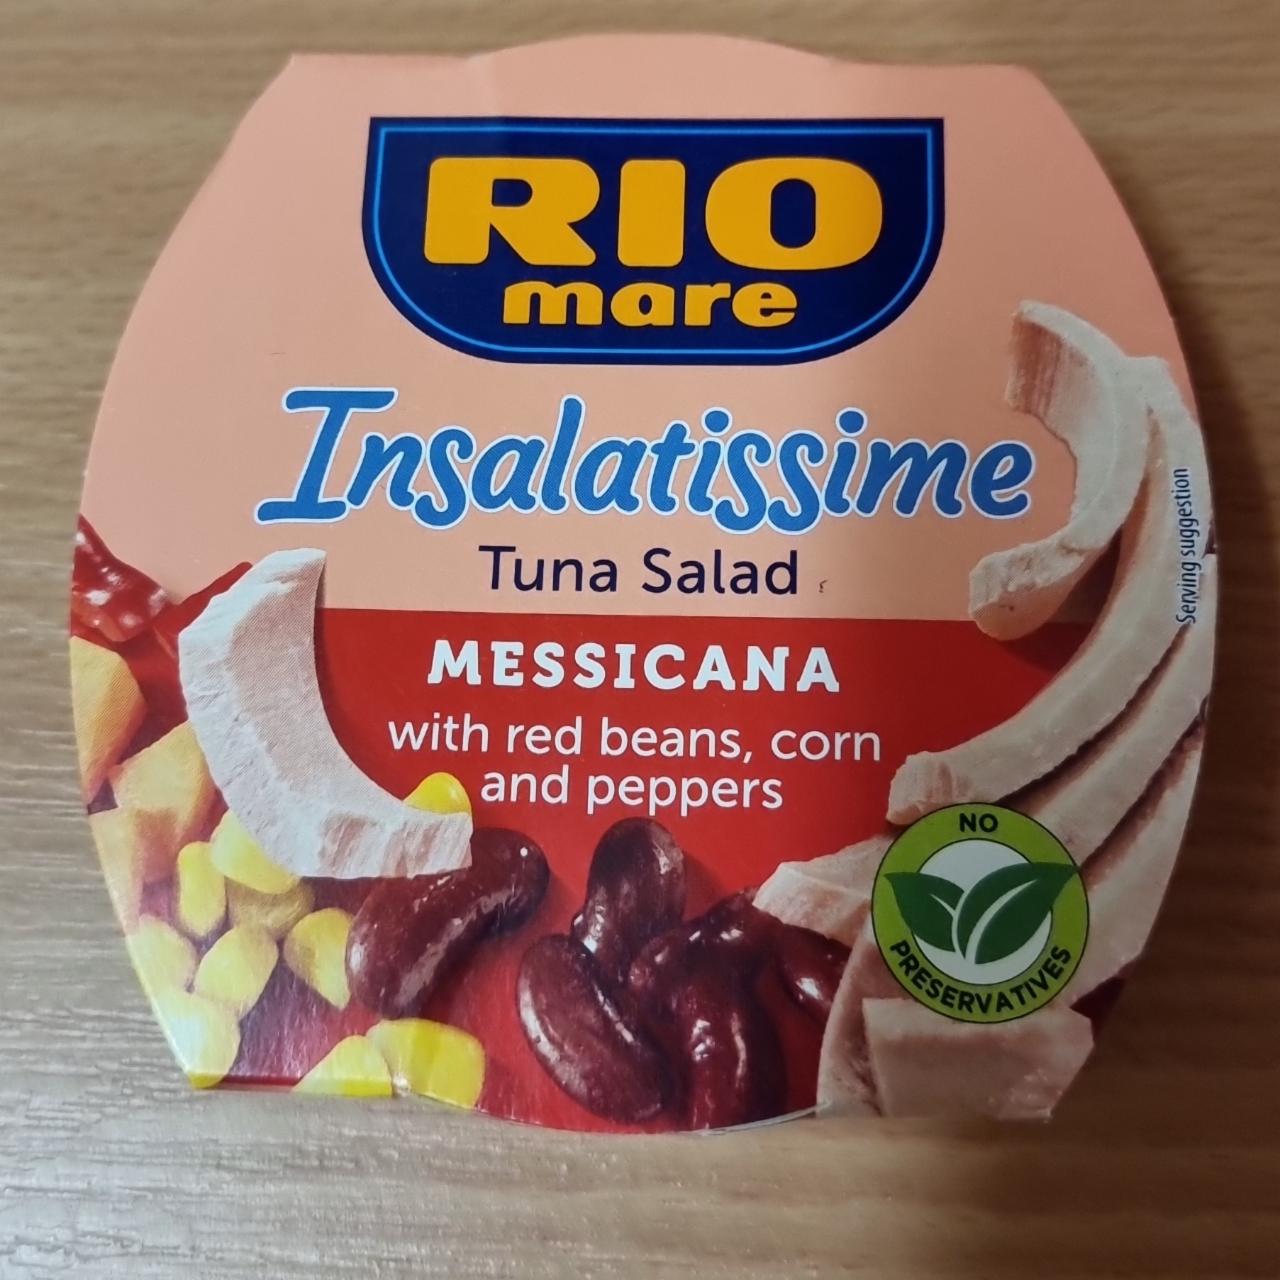 RIO
mare
Insalatissime
Tuna Salad
Serving suggestion
MESSICANA
with red beans, corn
and peppers
NO
PRESERVATIVES